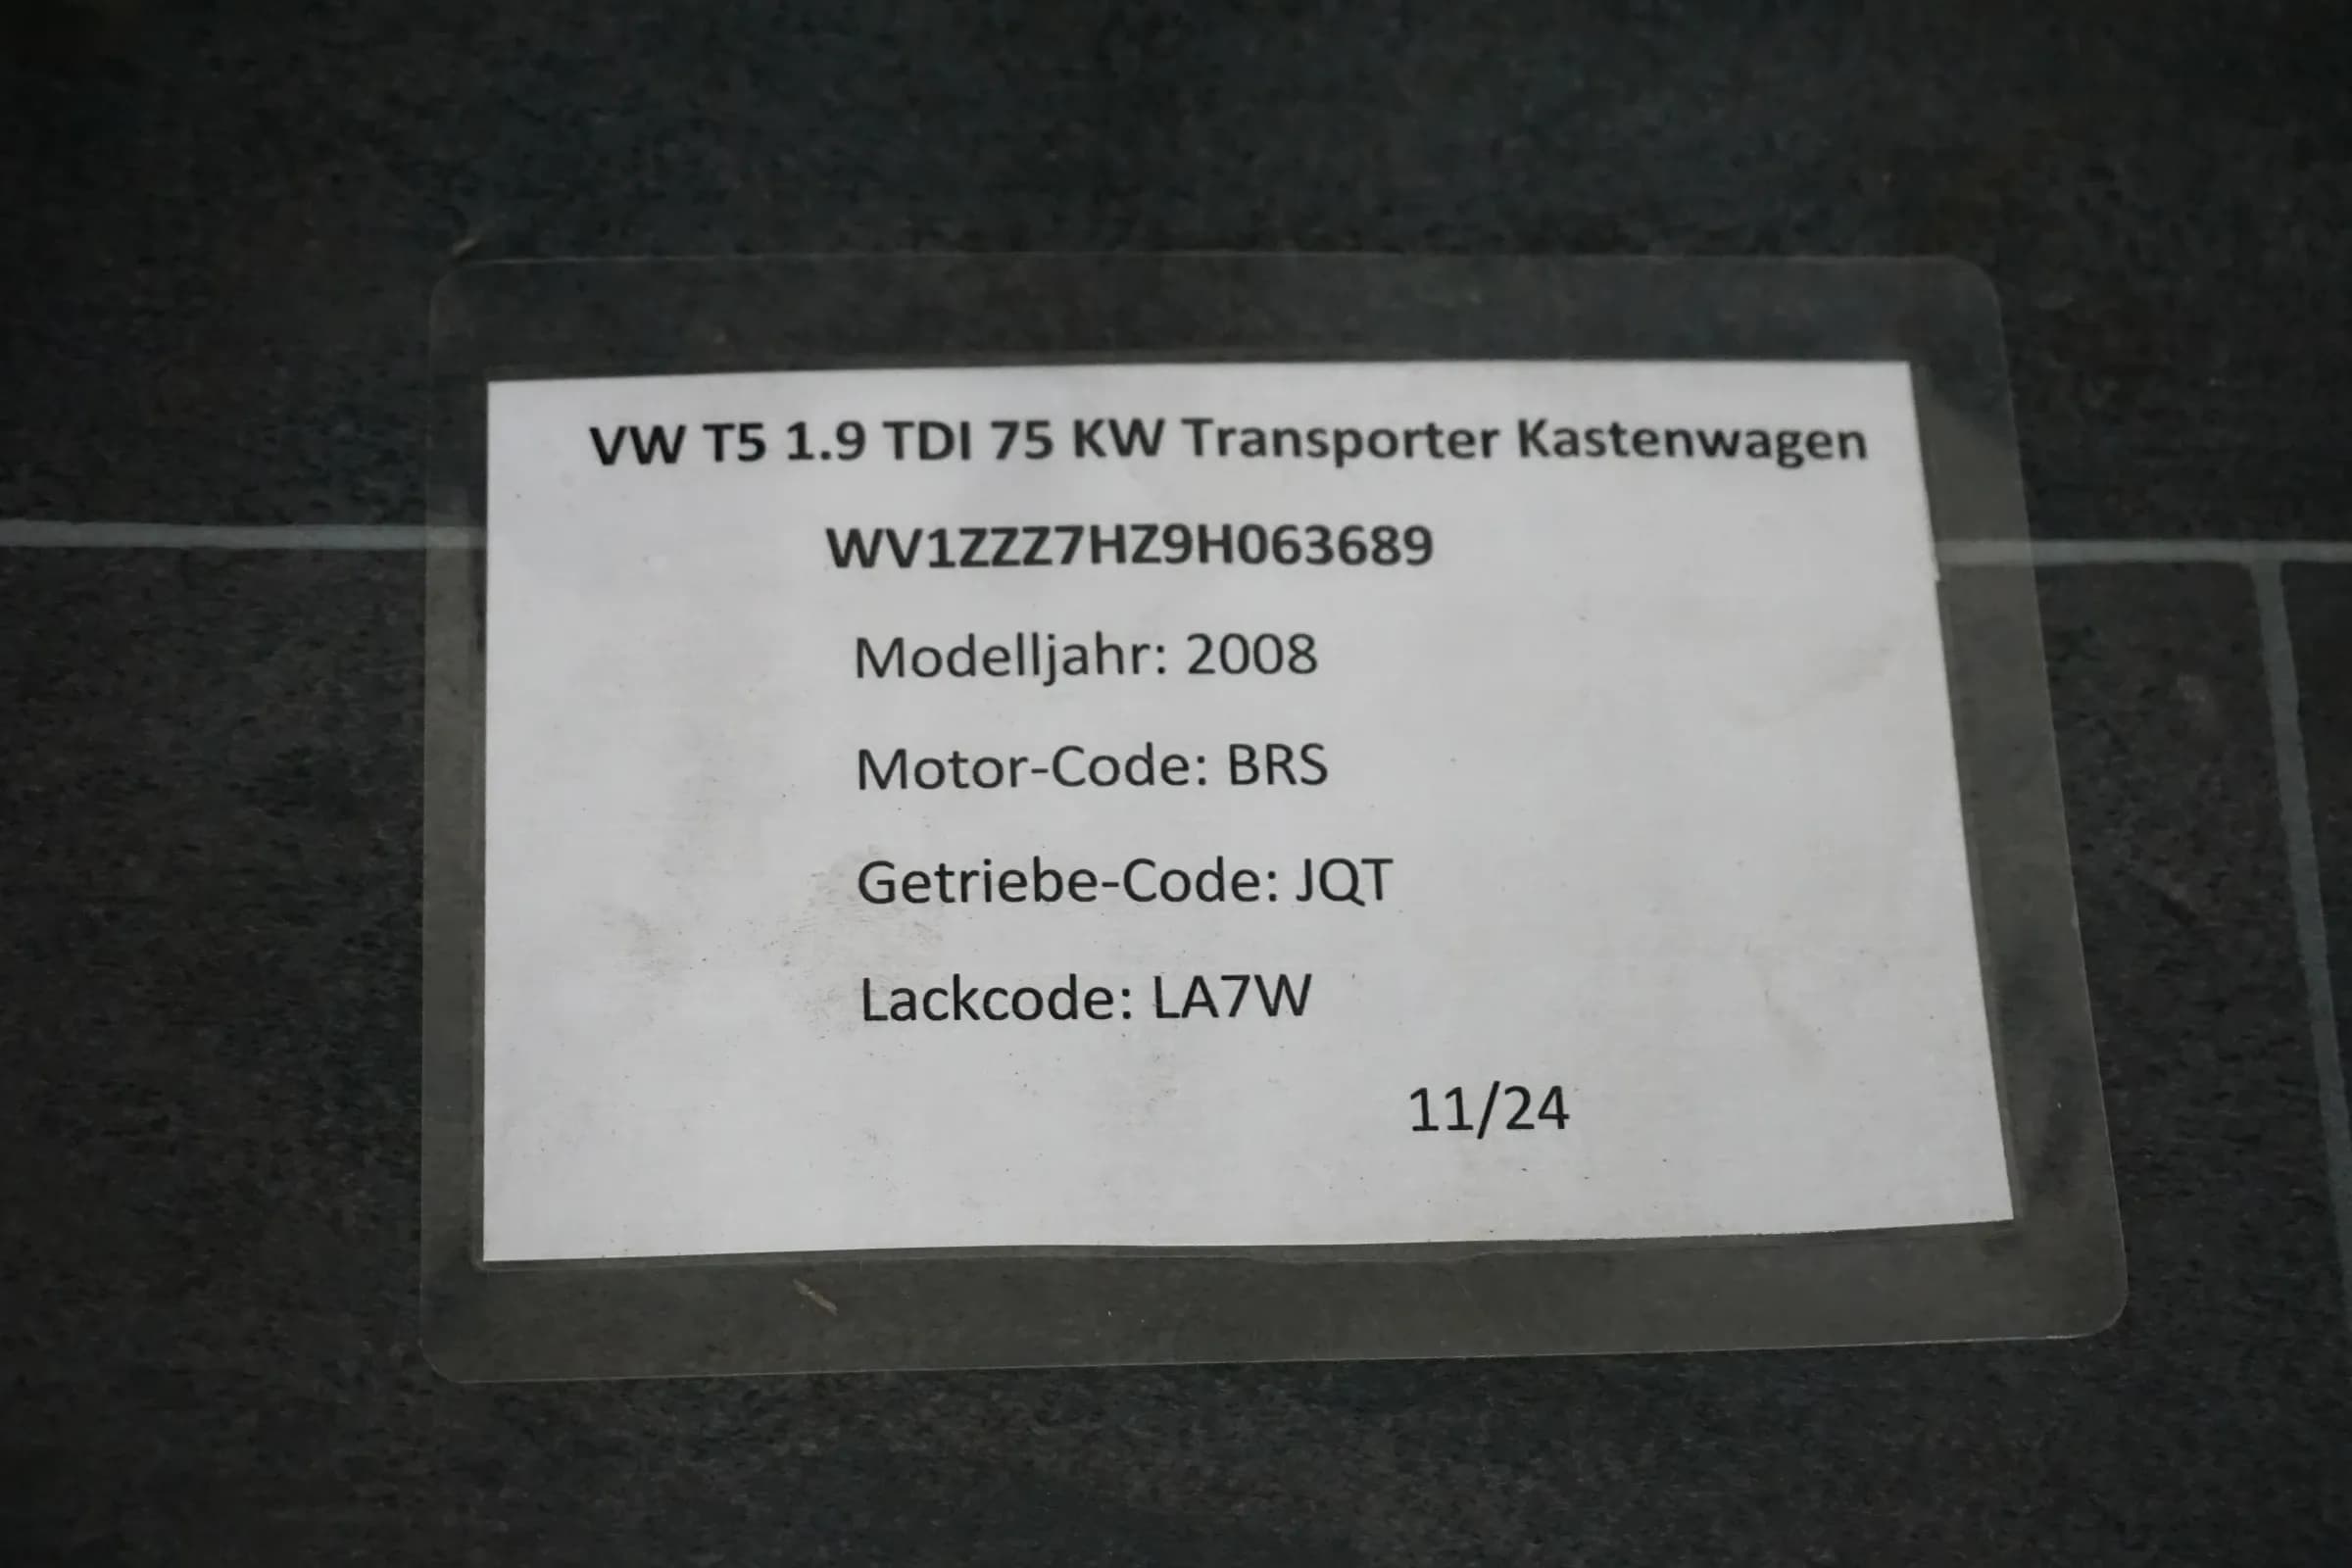 VW T5 1.9 TDI 75 KW Transporter Kastenwagen
WV1ZZZ7HZ9H063689
Modelljahr: 2008
Motor-Code: BRS
Getriebe-Code: JQT
Lackcode: LA7W
11/24